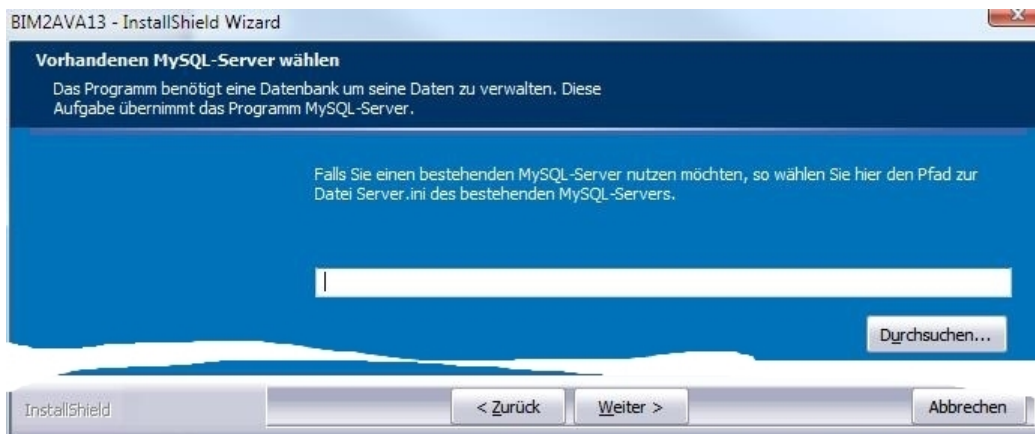 BIM2AVA13 - InstallShield Wizard
Vorhandenen MySQL-Server wählen
Das Programm benötigt eine Datenbank um seine Daten zu verwalten. Diese
Aufgabe übernimmt das Programm MySQL-Server.
Falls Sie einen bestehenden MySQL-Server nutzen möchten, so wählen Sie hier den Pfad zur
Datei Server.ini des bestehenden MySQL-Servers.
Durchsuchen...
InstallShield
< Zurück
Weiter >
Abbrechen